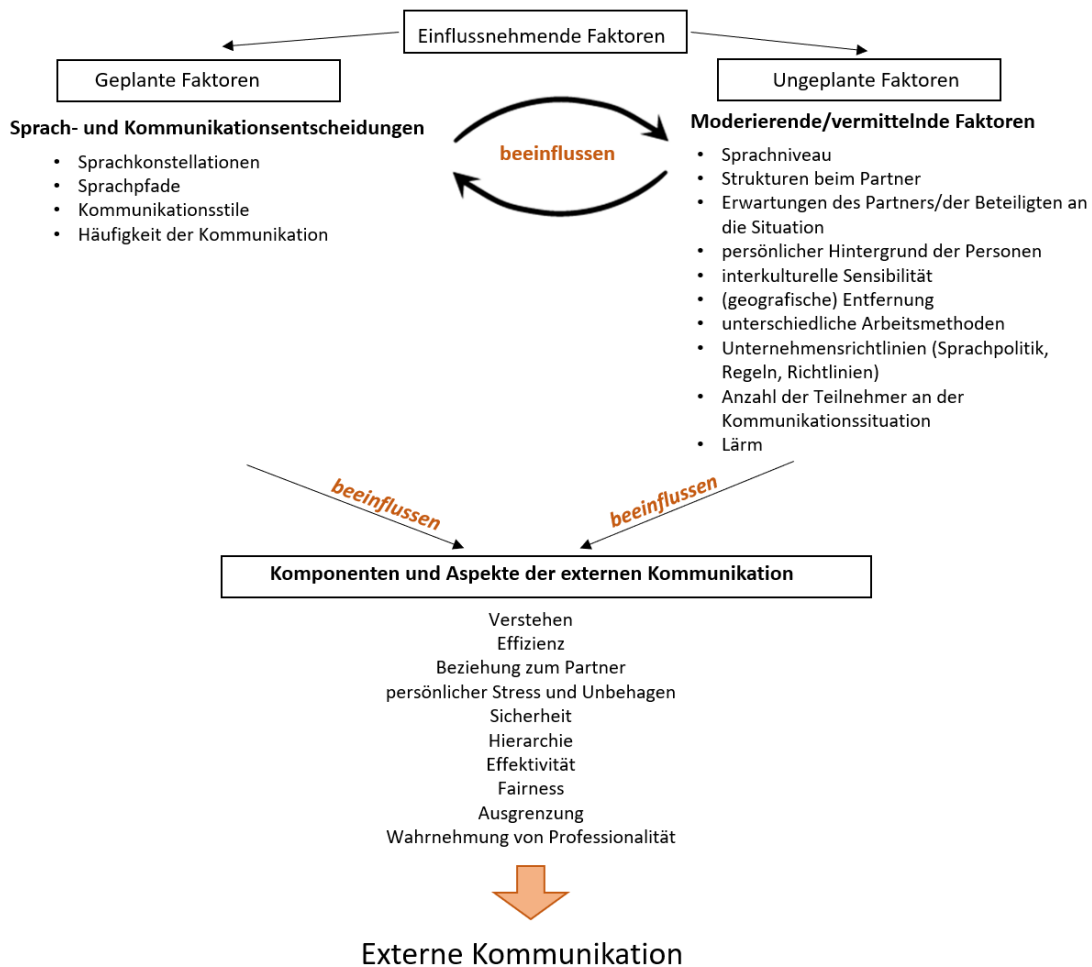 Einflussnehmende Faktoren
Geplante Faktoren
Ungeplante Faktoren
Sprach- und Kommunikationsentscheidungen
• Sprachkonstellationen
• Sprachpfade
• Kommunikationsstile
• Häufigkeit der Kommunikation
beeinflussen
Moderierende/vermittelnde Faktoren
• Sprachniveau
• Strukturen beim Partner
• Erwartungen des Partners/der Beteiligten an
die Situation
• persönlicher Hintergrund der Personen
• interkulturelle Sensibilität
• (geografische) Entfernung
• unterschiedliche Arbeitsmethoden
• Unternehmensrichtlinien (Sprachpolitik,
Regeln, Richtlinien)
• Anzahl der Teilnehmer an der
Kommunikationssituation
• Lärm
beeinflussen
beeinflussen
Komponenten und Aspekte der externen Kommunikation
Verstehen
Effizienz
Beziehung zum Partner
persönlicher Stress und Unbehagen
Sicherheit
Hierarchie
Effektivität
Fairness
Ausgrenzung
Wahrnehmung von Professionalität
Externe Kommunikation